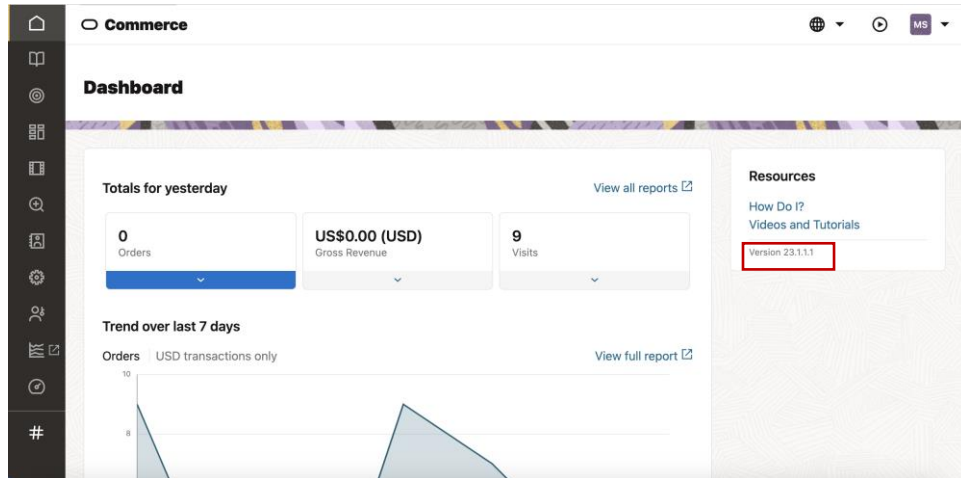 Commerce
MS
Dashboard
Totals for yesterday
View all reports
0
Orders
US$0.00 (USD)
Gross Revenue
9
Visits
Resources
How Do I?
Videos and Tutorials
Version 23.1.1.1
Trend over last 7 days
Orders USD transactions only
View full report
10
8
#